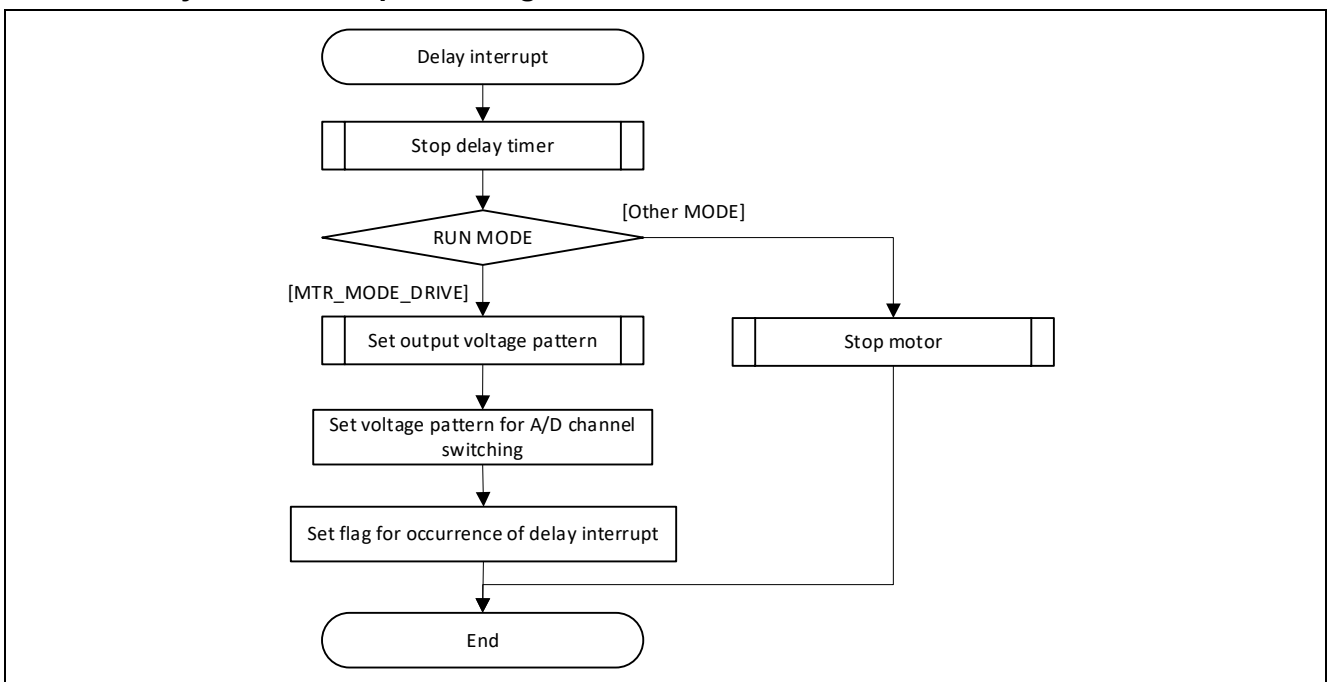 Delay interrupt
Stop delay timer
[Other MODE]
RUN MODE
[MTR_MODE_DRIVE]
Set output voltage pattern
Stop motor
Set voltage pattern for A/D channel
switching
Set flag for occurrence of delay interrupt
End